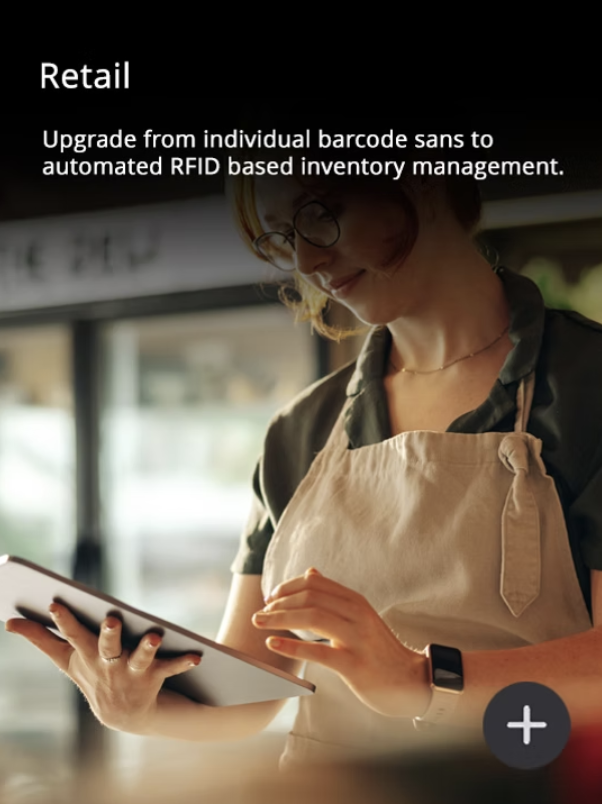 Retail
Upgrade from individual barcode sans to
automated RFID based inventory management.